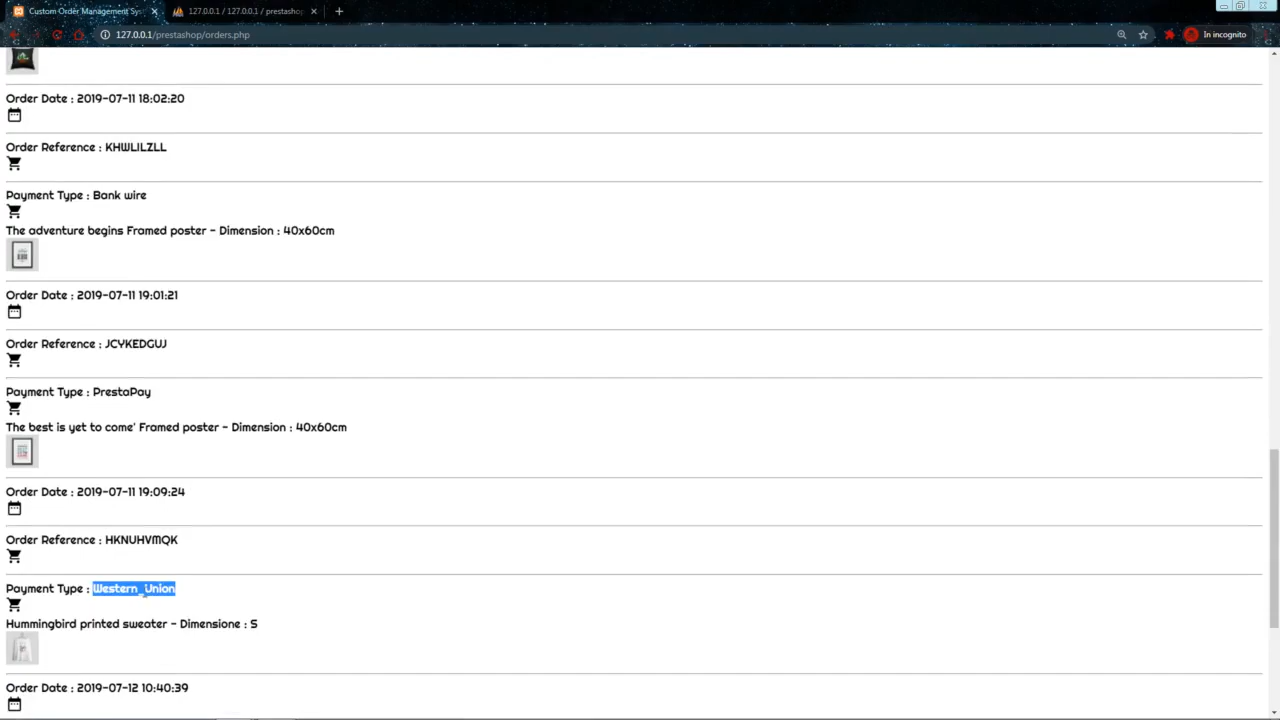 Custom Order Management Sys
127.0.0.1 / 127.0.0.1 / prestasho
127.0.0.1/prestashop/orders.php
In incognito
Order Date : 2019-07-11 18:02:20
Order Reference : KHWLILZLL
Payment Type : Bank wire
The adventure begins Framed poster - Dimension : 40x60cm
Order Date : 2019-07-11 19:01:21
Order Reference : JCYKEDGUJ
Payment Type : PrestaPay
The best is yet to come' Framed poster - Dimension : 40x60cm
Order Date : 2019-07-11 19:09:24
Order Reference : HKNUHVMQK
Payment Type : Western_Union
Hummingbird printed sweater - Dimensione : S
Order Date : 2019-07-12 10:40:39